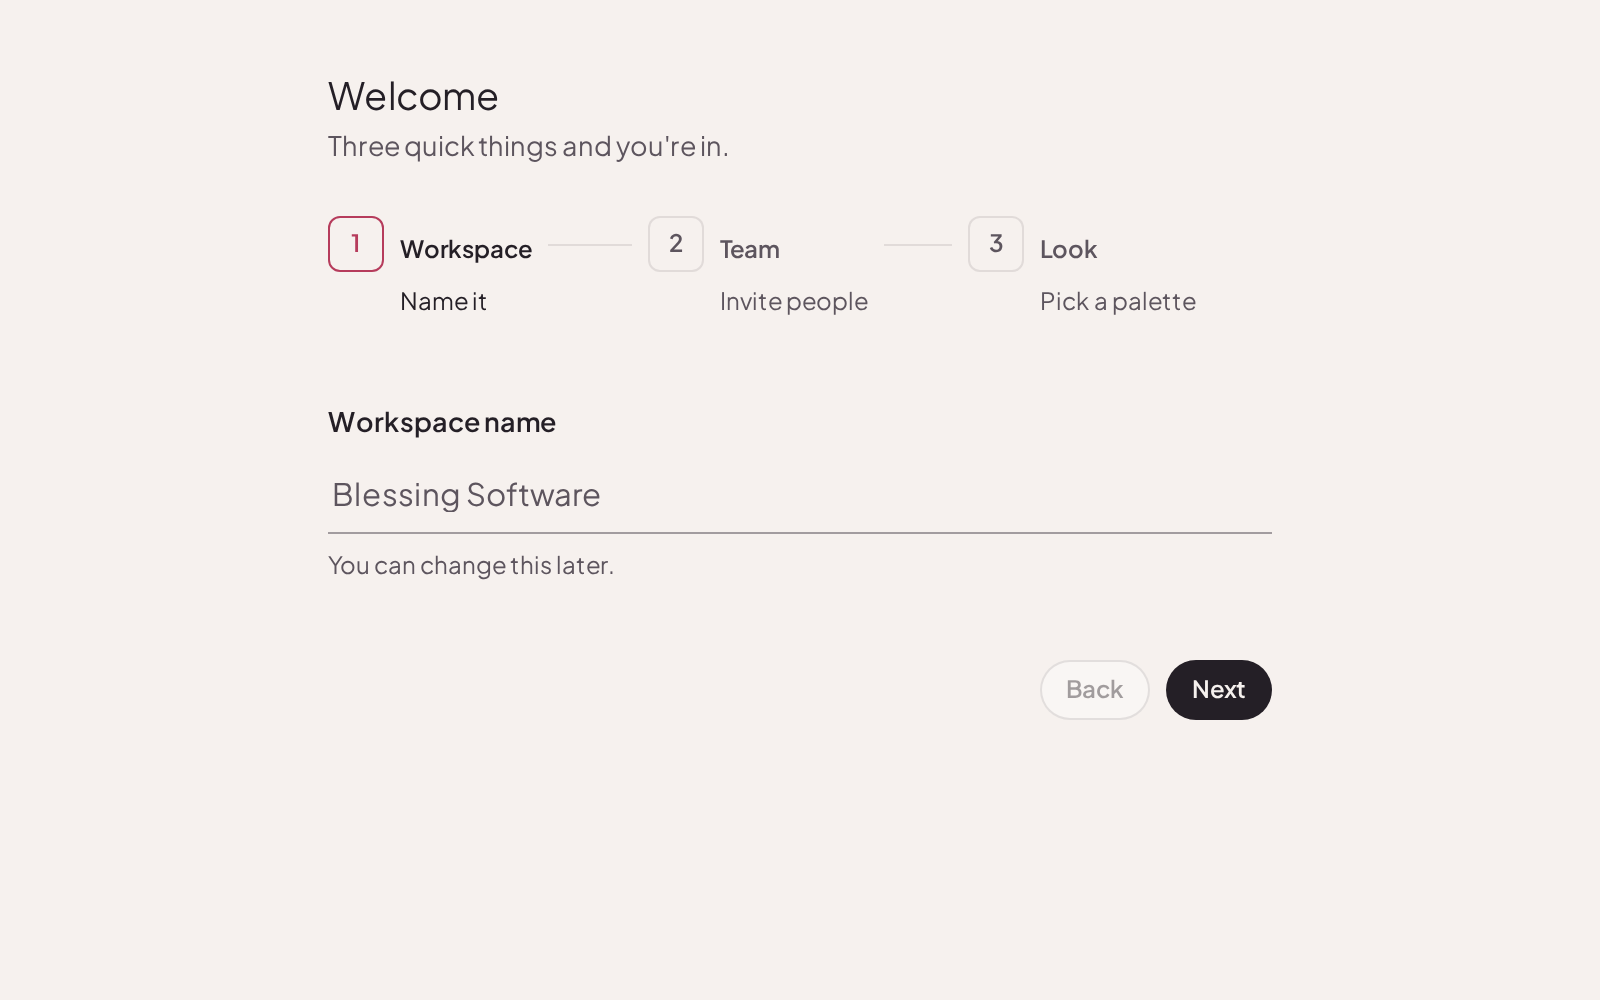 Welcome
Three quick things and you're in.
1 Workspace 2 Team 3 Look
Name it Invite people Pick a palette
Workspace name
Blessing Software
You can change this later.
Back Next